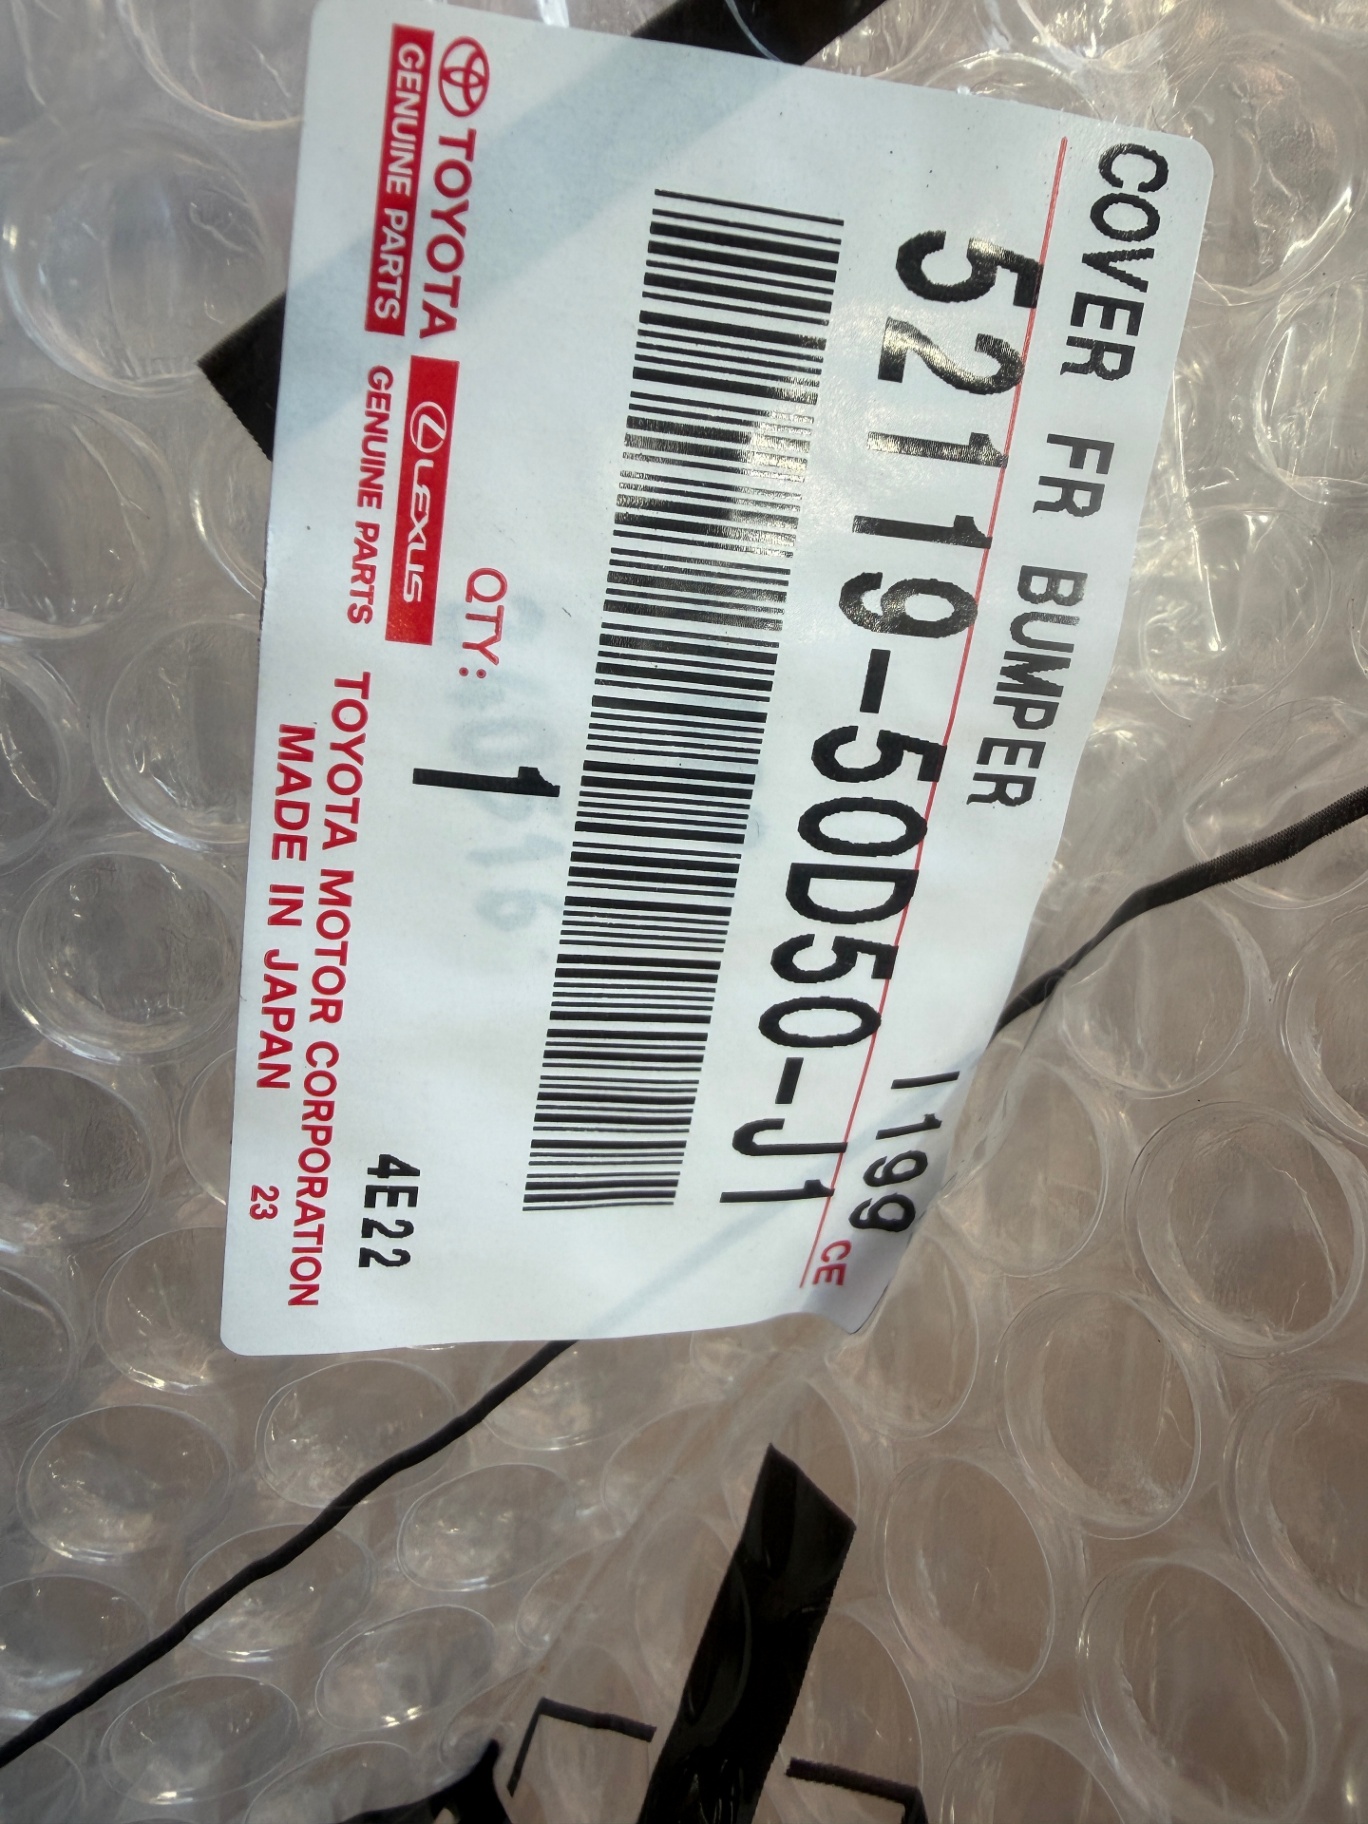 COVER FR BUMPER
1199
52119-50D50-J1
CE
QTY:
1
4E22
TOYOTA
GENUINE PARTS
LEXUS
GENUINE PARTS
TOYOTA MOTOR CORPORATION
MADE IN JAPAN
23